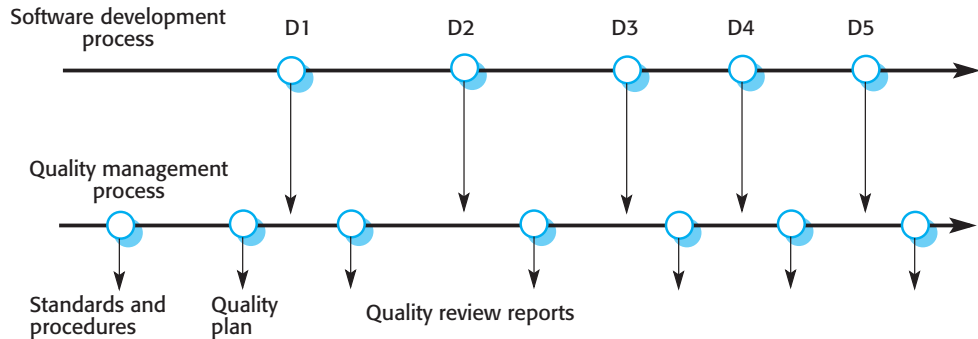 Software development
process
D1 D2 D3 D4 D5
Quality management
process
Standards and
procedures
Quality
plan
Quality review reports